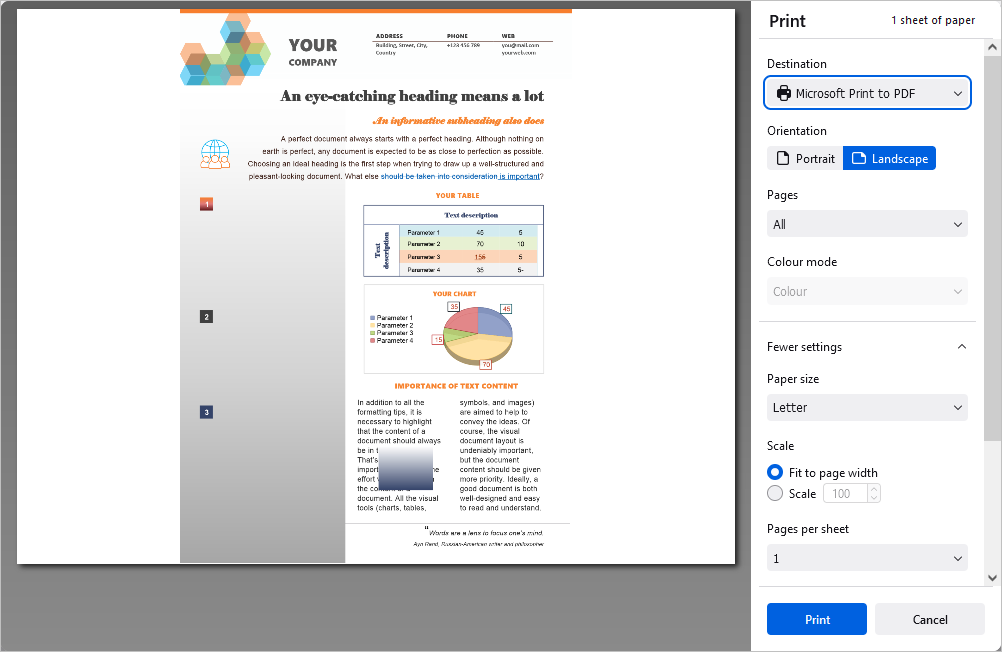 YOUR
COMPANY
ADDRESS
Building, Street, City,
Country
PHONE
+123 456 789
WEB
you@mail.com
yourweb.com
An eye-catching heading means a lot
An informative subheading also does
A perfect document always starts with a perfect heading. Although nothing on
earth is perfect, any document is expected to be as close to perfection as possible.
Choosing an ideal heading is the first step when trying to draw up a well-structured and
pleasant-looking document. What else should be taken into consideration is important?
1
2
3
YOUR TABLE
Text description
Text
description
Parameter 1 45 5
Parameter 2 70 10
Parameter 3 156 5
Parameter 4 35 5-
YOUR CHART
Parameter 1
Parameter 2
Parameter 3
Parameter 4
35
45
15
70
IMPORTANCE OF TEXT CONTENT
In addition to all the
formatting tips, it is
necessary to highlight
that the content of a
document should always
be in t
That's
import ne
effort
the co
document. All the visual
tools (charts, tables,
symbols, and images)
are aimed to help to
convey the ideas. Of
course, the visual
document layout is
undeniably important,
but the document
content should be given
more priority. Ideally, a
good document is both
well-designed and easy
to read and understand.
"Words are a lens to focus one's mind.
Ayn Rand, Russian-American writer and philosopher
Print
1 sheet of paper
Destination
Microsoft Print to PDF
Orientation
Portrait
Landscape
Pages
All
Colour mode
Colour
Fewer settings
Paper size
Letter
Scale
Fit to page width
Scale
100
Pages per sheet
1
Print
Cancel